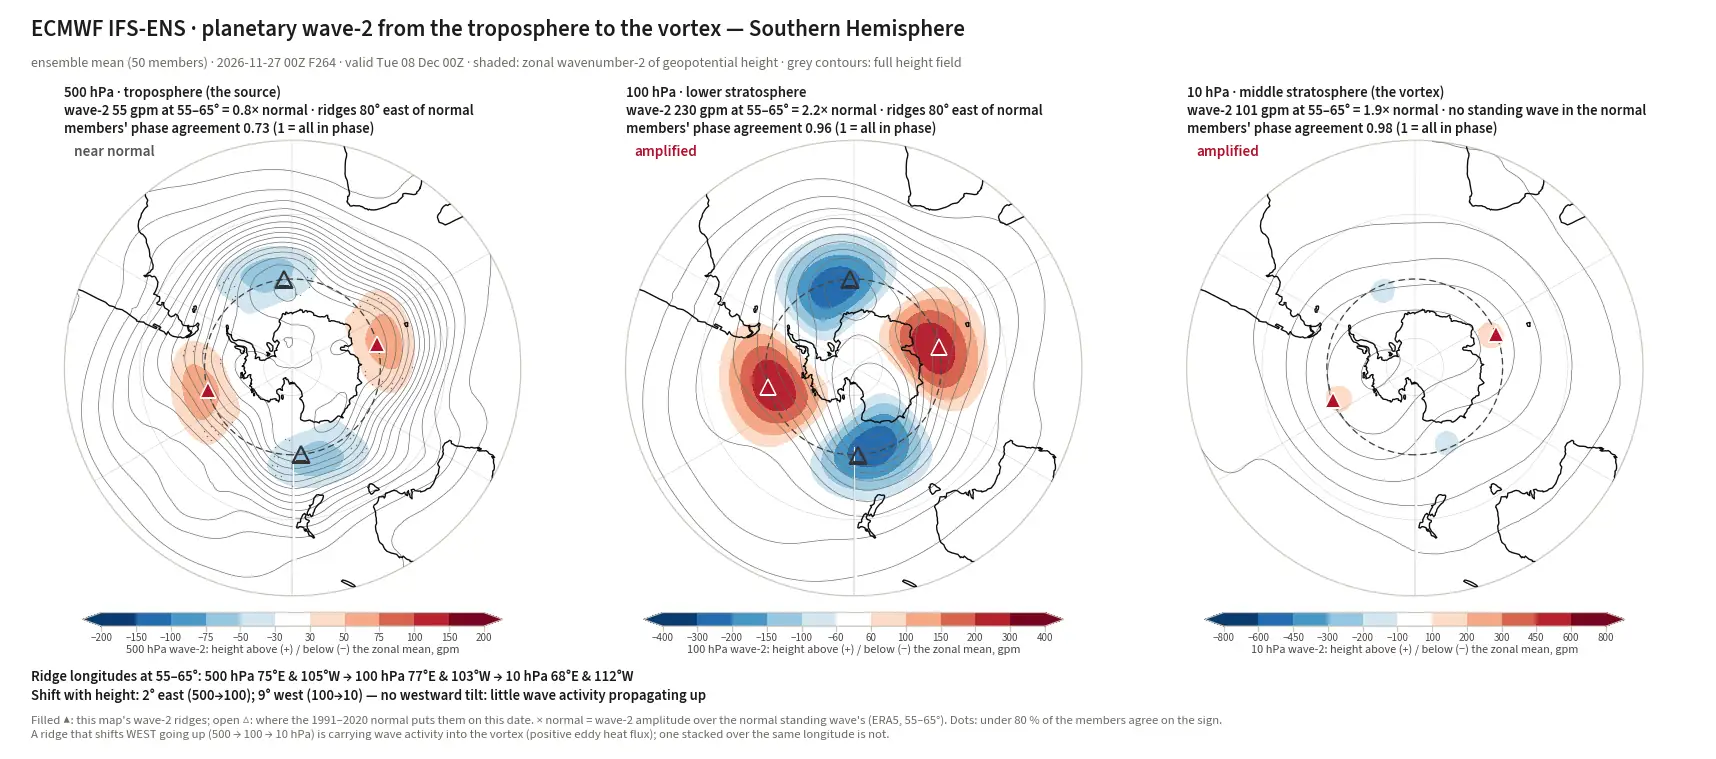 ECMWF IFS-ENS · planetary wave-2 from the troposphere to the vortex — Southern Hemisphere
ensemble mean (50 members) · 2026-11-27 00Z F264 · valid Tue 08 Dec 00Z · shaded: zonal wavenumber-2 of geopotential height · grey contours: full height field
500 hPa · troposphere (the source)
wave-2 55 gpm at 55–65° = 0.8× normal · ridges 80° east of normal
members' phase agreement 0.73 (1 = all in phase)
near normal
100 hPa · lower stratosphere
wave-2 230 gpm at 55–65° = 2.2× normal · ridges 80° east of normal
members' phase agreement 0.96 (1 = all in phase)
amplified
10 hPa · middle stratosphere (the vortex)
wave-2 101 gpm at 55–65° = 1.9× normal · no standing wave in the normal
members' phase agreement 0.98 (1 = all in phase)
amplified
−200 −150 −100 −75 −50 −30 30 50 75 100 150 200
500 hPa wave-2: height above (+) / below (−) the zonal mean, gpm
−400 −300 −200 −150 −100 −60 60 100 150 200 300 400
100 hPa wave-2: height above (+) / below (−) the zonal mean, gpm
−800 −600 −450 −300 −200 −100 100 200 300 450 600 800
10 hPa wave-2: height above (+) / below (−) the zonal mean, gpm
Ridge longitudes at 55–65°: 500 hPa 75°E & 105°W → 100 hPa 77°E & 103°W → 10 hPa 68°E & 112°W
Shift with height: 2° east (500→100); 9° west (100→10) — no westward tilt: little wave activity propagating up
Filled ▲: this map's wave-2 ridges; open △: where the 1991–2020 normal puts them on this date. × normal = wave-2 amplitude over the normal standing wave's (ERA5, 55–65°). Dots: under 80 % of the members agree on the sign.
A ridge that shifts WEST going up (500 → 100 → 10 hPa) is carrying wave activity into the vortex (positive eddy heat flux); one stacked over the same longitude is not.